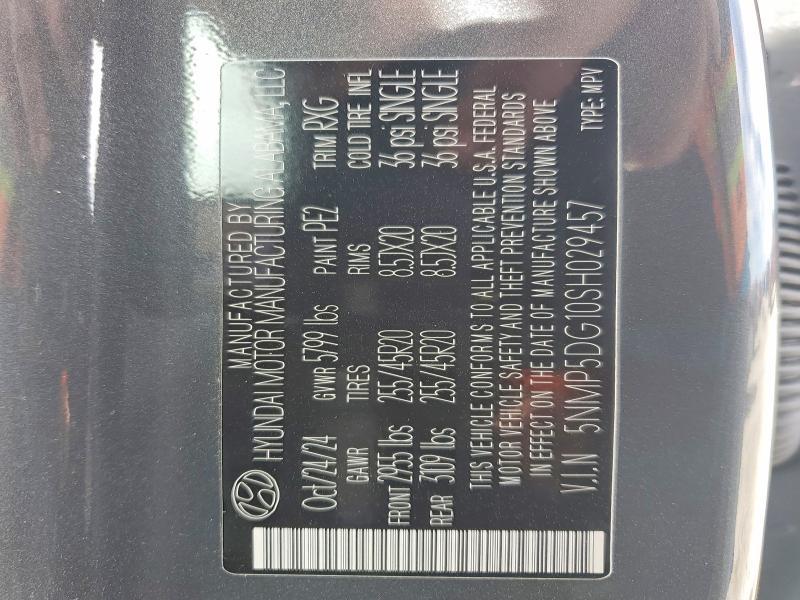 MANUFACTURED BY
HYUNDAI MOTOR MANUFACTURING ALABAMA, LLC
Oct/24/24 GVWR 5799 lbs PAINT PE2 TRIM RXG
GAWR TIRES RIMS COLD TIRE INFL
FRONT 2955 lbs 255/45R20 8.5JX20 36 psi SINGLE
REAR 3109 lbs 255/45R20 8.5JX20 36 psi SINGLE
THIS VEHICLE CONFORMS TO ALL APPLICABLE U.S.A. FEDERAL
MOTOR VEHICLE SAFETY AND THEFT PREVENTION STANDARDS
IN EFFECT ON THE DATE OF MANUFACTURE SHOWN ABOVE
V.I.N 5NMP5DG10SH029457 TYPE: MPV